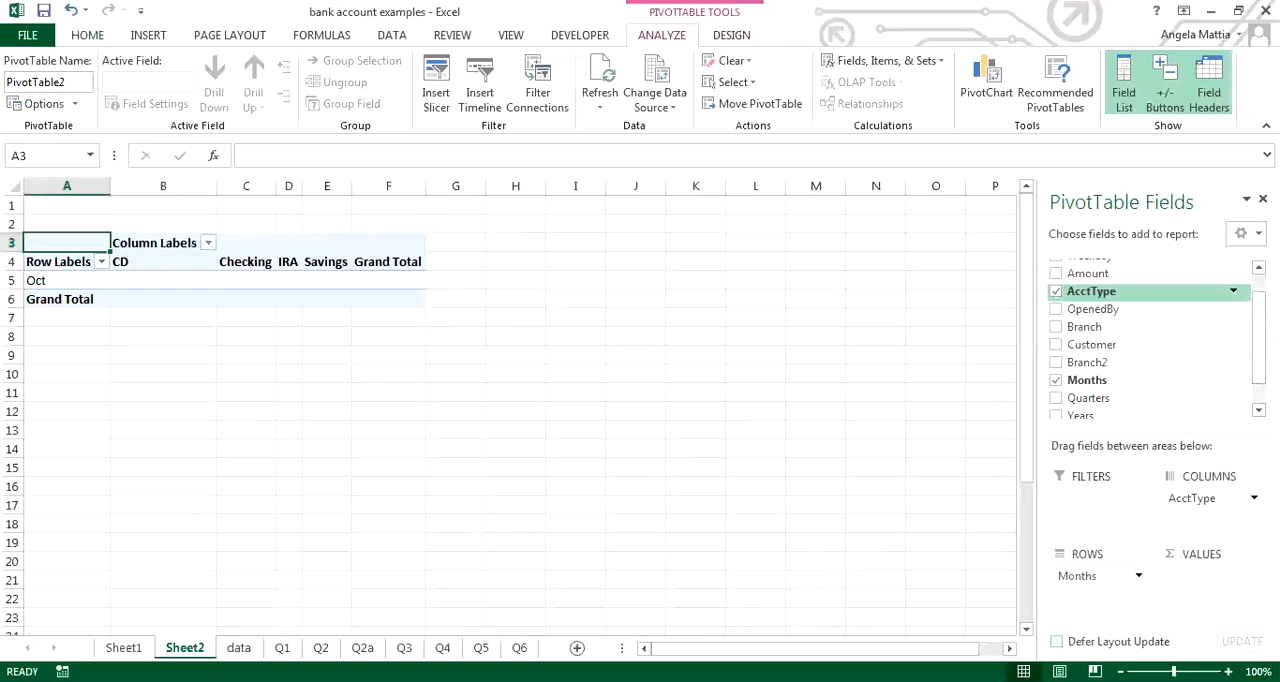 bank account examples - Excel
PIVOTTABLE TOOLS
?
FILE HOME INSERT PAGE LAYOUT FORMULAS DATA REVIEW VIEW DEVELOPER ANALYZE DESIGN
Angela Mattia
PivotTable Name:
PivotTable2
Options
PivotTable
Active Field:
Field Settings
Drill Down
Drill Up
Active Field
Group Selection
Ungroup
Group Field
Group
Insert Slicer
Insert Timeline
Filter Connections
Filter
Refresh
Change Data Source
Data
Clear
Select
Move PivotTable
Actions
Fields, Items, & Sets
OLAP Tools
Relationships
Calculations
PivotChart
Recommended PivotTables
Tools
Field List
+/- Buttons
Field Headers
Show
A3
fx
A B C D E F G H I J K L M N O P
1
2
3 Column Labels
4 Row Labels CD Checking IRA Savings Grand Total
5 Oct
6 Grand Total
7
8
9
10
11
12
13
14
15
16
17
18
19
20
21
22
23
PivotTable Fields
Choose fields to add to report:
Amount
AcctType
OpenedBy
Branch
Customer
Branch2
Months
Quarters
Years
Drag fields between areas below:
FILTERS
COLUMNS
AcctType
ROWS
Months
Σ VALUES
Defer Layout Update
UPDATE
Sheet1 Sheet2 data Q1 Q2 Q2a Q3 Q4 Q5 Q6
READY
100%